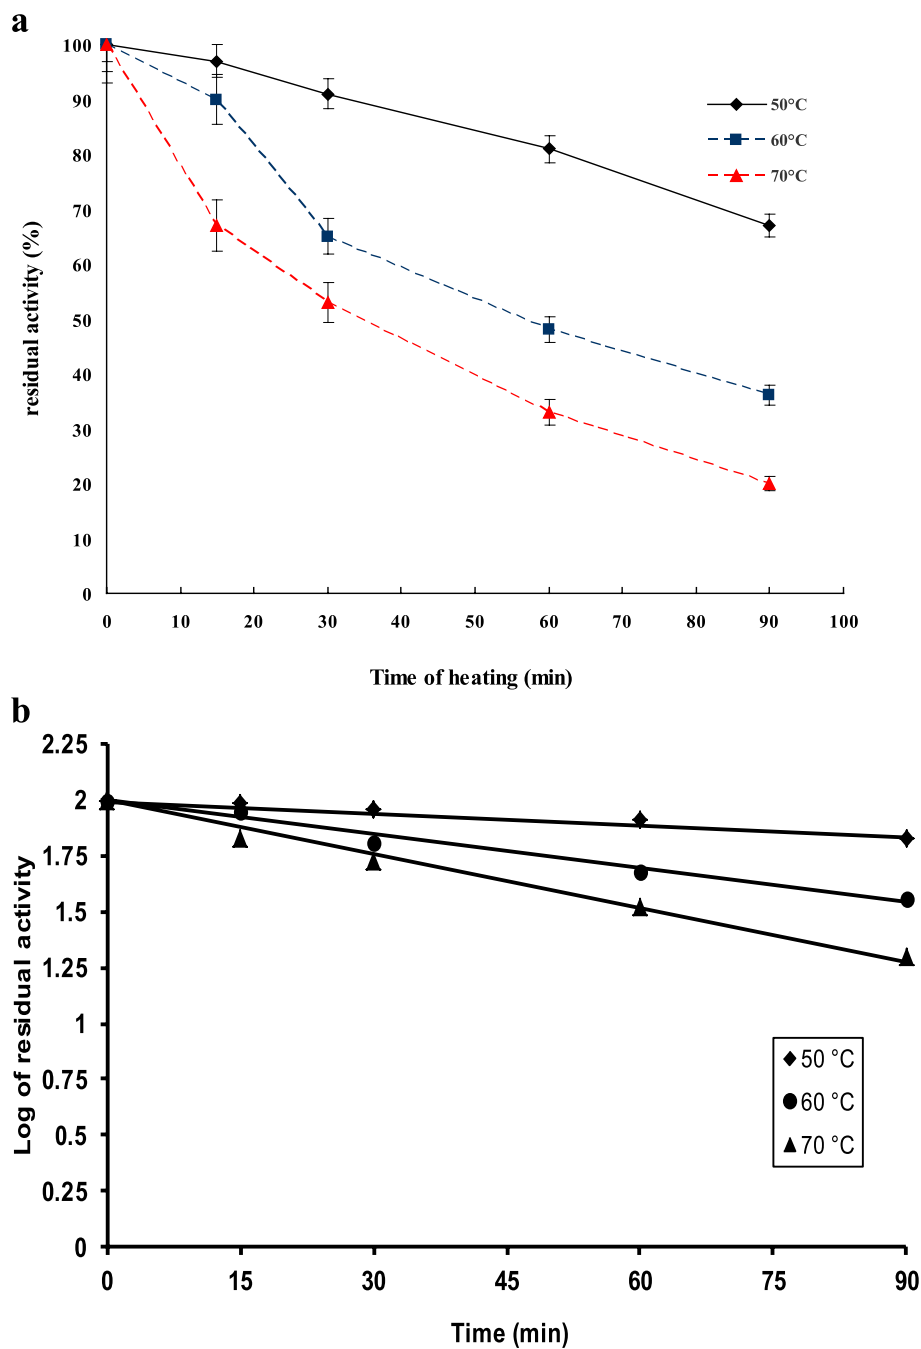 a
100
90
80
70
60
50
40
30
20
10
0
residual activity (%)
50°C
60°C
70°C
0 10 20 30 40 50 60 70 80 90 100
Time of heating (min)
b
2.25
2
1.75
1.5
1.25
1
0.75
0.5
0.25
0
Log of residual activity
50 °C
60 °C
70 °C
0 15 30 45 60 75 90
Time (min)